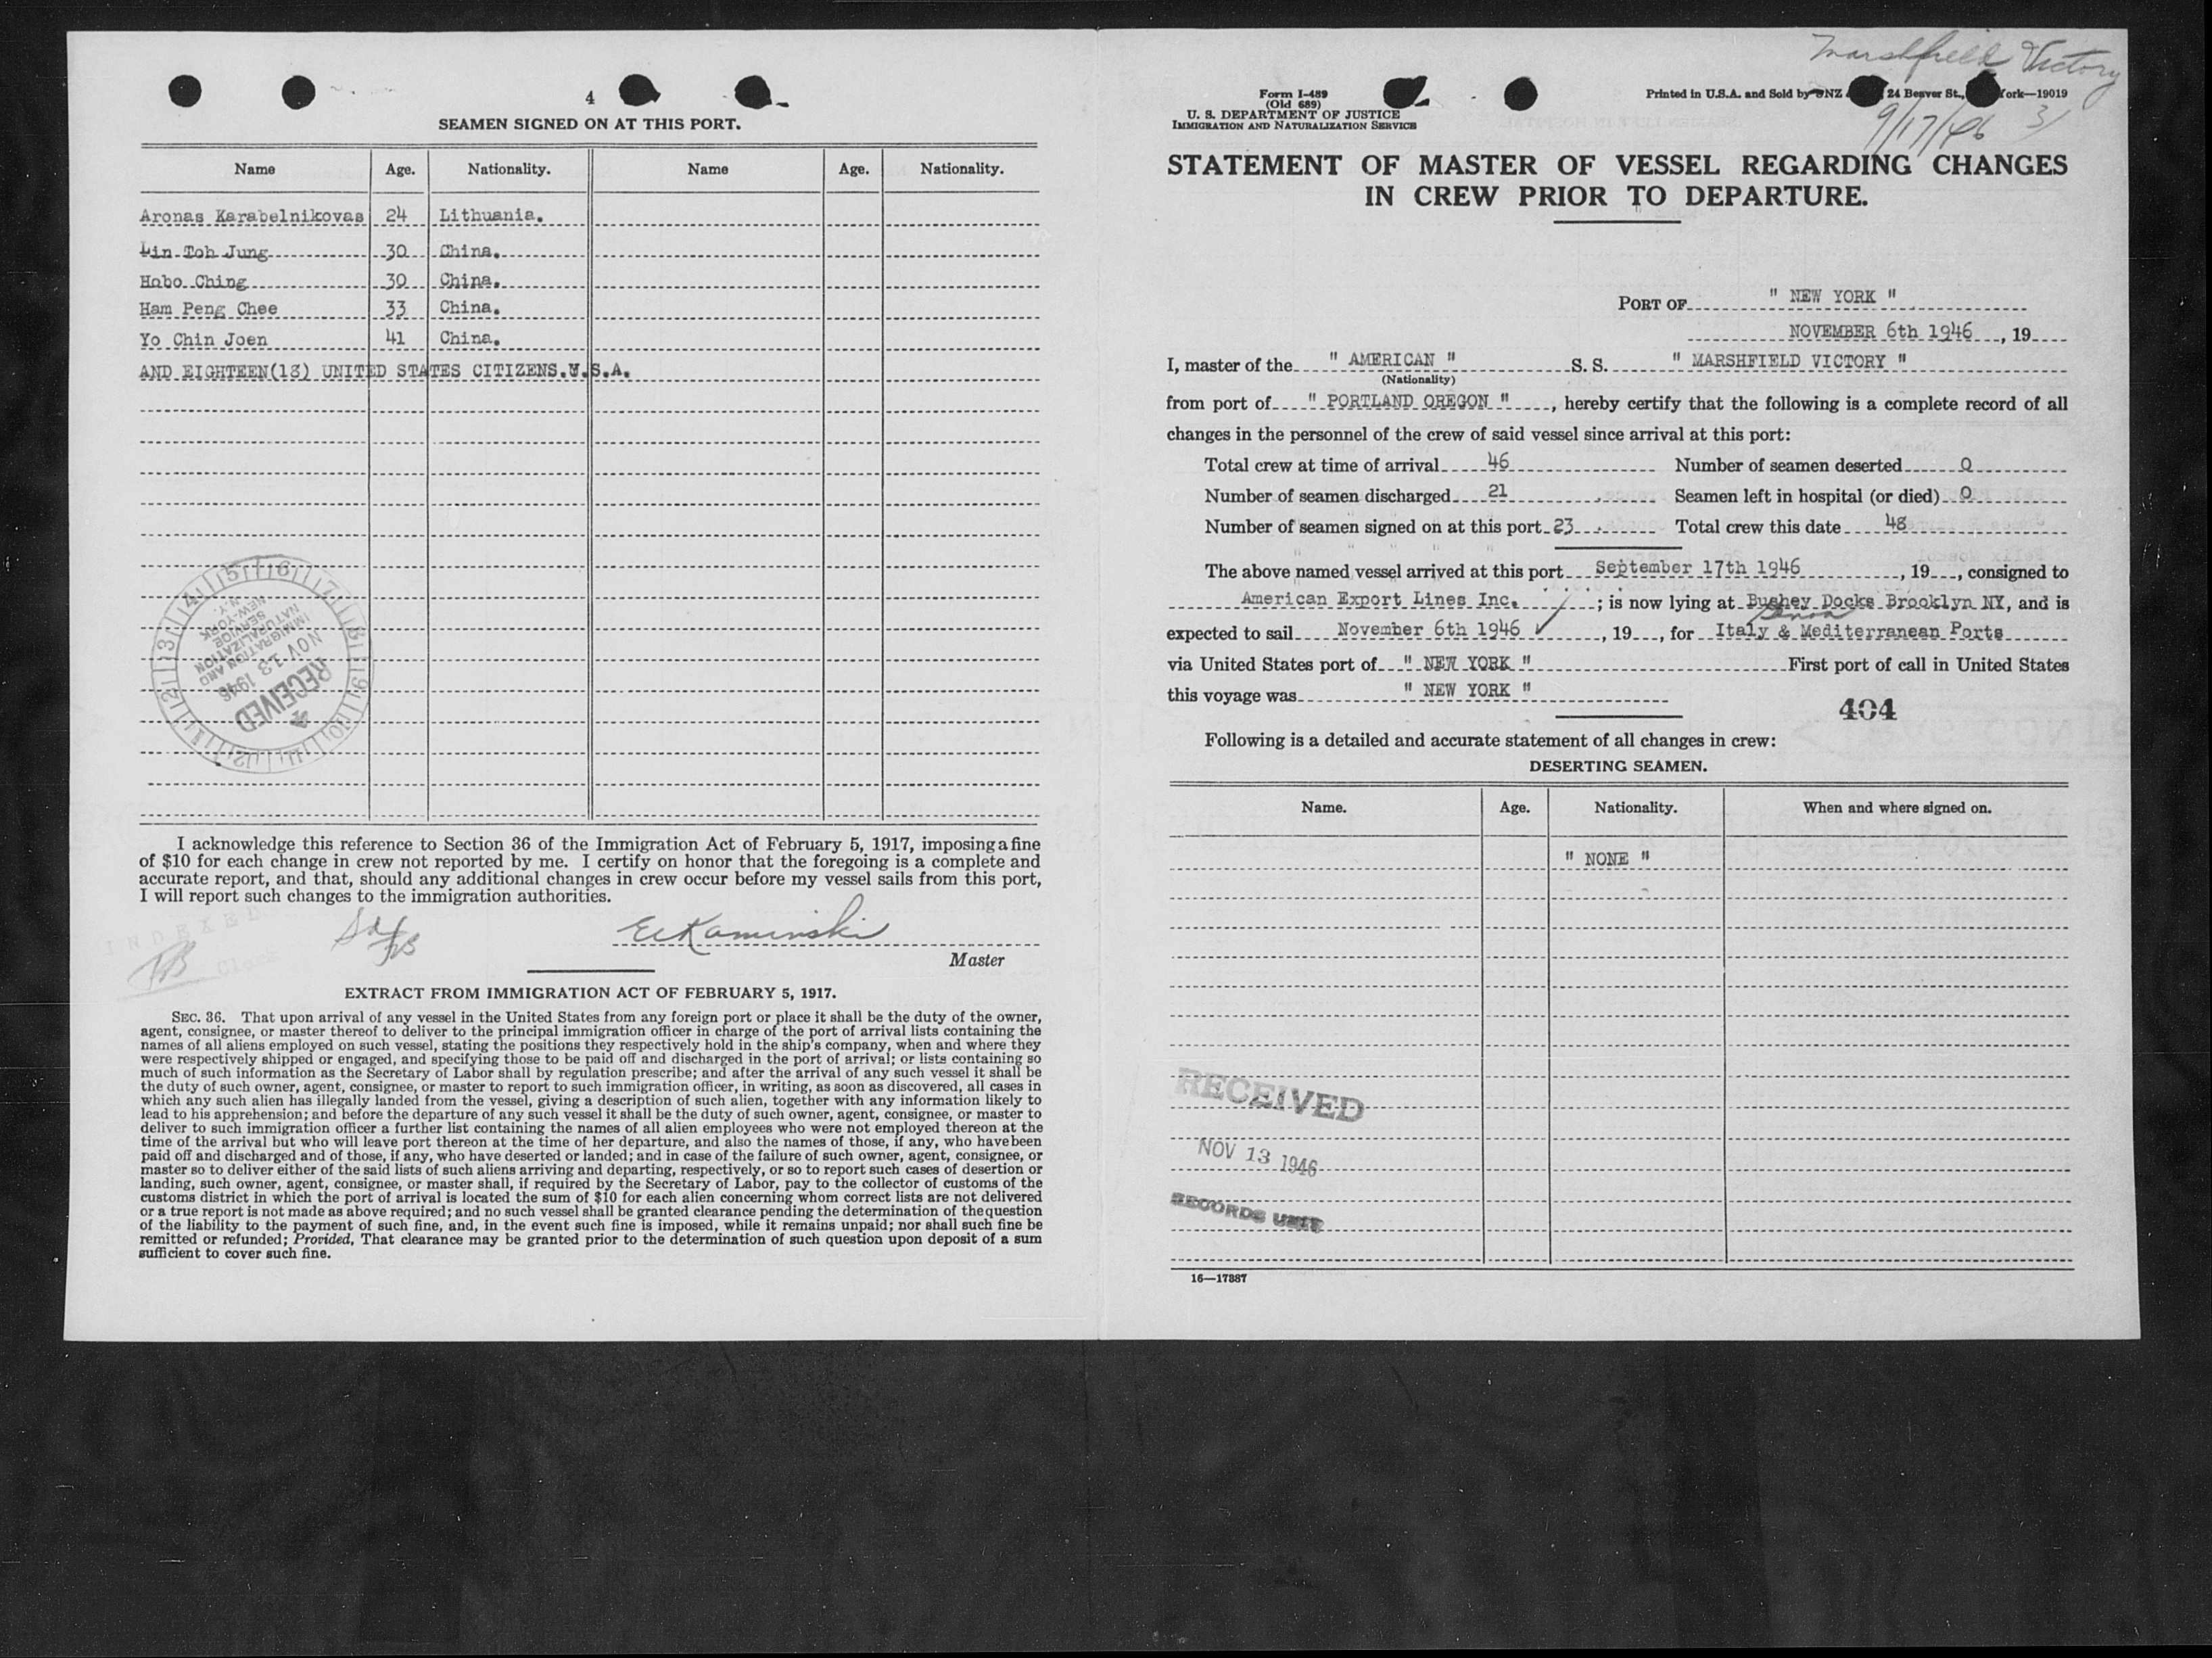 4
SEAMEN SIGNED ON AT THIS PORT.
Name Age. Nationality. Name Age. Nationality.
Aronas Karabelnikovas 24 Lithuania.
Lin Toh Jung 30 China.
Hobo Ching 30 China.
Ham Peng Chee 33 China.
Yo Chin Joen 41 China.
AND EIGHTEEN(18) UNITED STATES CITIZENS.U.S.A.
RECEIVED
NOV 13 1946
IMMIGRATION AND
NATURALIZATION
SERVICE
NEW YORK
N.Y.
I acknowledge this reference to Section 36 of the Immigration Act of February 5, 1917, imposing a fine
of $10 for each change in crew not reported by me. I certify on honor that the foregoing is a complete and
accurate report, and that, should any additional changes in crew occur before my vessel sails from this port,
I will report such changes to the immigration authorities.
INDEXED
Kaminski
Master
EXTRACT FROM IMMIGRATION ACT OF FEBRUARY 5, 1917.
SEC. 36. That upon arrival of any vessel in the United States from any foreign port or place it shall be the duty of the owner,
agent, consignee, or master thereof to deliver to the principal immigration officer in charge of the port of arrival lists containing the
names of all aliens employed on such vessel, stating the positions they respectively hold in the ship's company, when and where they
were respectively shipped or engaged, and specifying those to be paid off and discharged in the port of arrival; or lists containing so
much of such information as the Secretary of Labor shall by regulation prescribe; and after the arrival of any such vessel it shall be
the duty of such owner, agent, consignee, or master to report to such immigration officer, in writing, as soon as discovered, all cases in
which any such alien has illegally landed from the vessel, giving a description of such alien, together with any information likely to
lead to his apprehension; and before the departure of any such vessel it shall be the duty of such owner, agent, consignee, or master to
deliver to such immigration officer a further list containing the names of all alien employees who were not employed thereon at the
time of the arrival but who will leave port thereon at the time of her departure, and also the names of those, if any, who have been
paid off and discharged and of those, if any, who have deserted or landed; and in case of the failure of such owner, agent, consignee, or
master so to deliver either of the said lists of such aliens arriving and departing, respectively, or so to report such cases of desertion or
landing, such owner, agent, consignee, or master shall, if required by the Secretary of Labor, pay to the collector of customs of the
customs district in which the port of arrival is located the sum of $10 for each alien concerning whom correct lists are not delivered
or a true report is not made as above required; and no such vessel shall be granted clearance pending the determination of the question
of the liability to the payment of such fine, and, in the event such fine is imposed, while it remains unpaid; nor shall such fine be
remitted or refunded; Provided, That clearance may be granted prior to the determination of such question upon deposit of a sum
sufficient to cover such fine.
Marshfield Victory
9/17/46
Form I-489
(Old 689)
U. S. DEPARTMENT OF JUSTICE
IMMIGRATION AND NATURALIZATION SERVICE
Printed in U.S.A. and Sold by 24 Beaver St., York—19019
STATEMENT OF MASTER OF VESSEL REGARDING CHANGES
IN CREW PRIOR TO DEPARTURE.
PORT OF " NEW YORK "
NOVEMBER 6th 1946, 19
I, master of the " AMERICAN " S. S. " MARSHFIELD VICTORY "
(Nationality)
from port of " PORTLAND OREGON ", hereby certify that the following is a complete record of all
changes in the personnel of the crew of said vessel since arrival at this port:
Total crew at time of arrival 46 Number of seamen deserted 0
Number of seamen discharged 21 Seamen left in hospital (or died) 0
Number of seamen signed on at this port 23 Total crew this date 48
The above named vessel arrived at this port September 17th 1946, 19, consigned to
American Export Lines Inc. ; is now lying at Bushey Docks Brooklyn NY, and is
expected to sail November 6th 1946, 19, for Italy & Mediterranean Ports
via United States port of " NEW YORK " First port of call in United States
this voyage was " NEW YORK "
404
Following is a detailed and accurate statement of all changes in crew:
DESERTING SEAMEN.
Name. Age. Nationality. When and where signed on.
" NONE "
RECEIVED
NOV 13 1946
RECORDS UNIT
16—17887